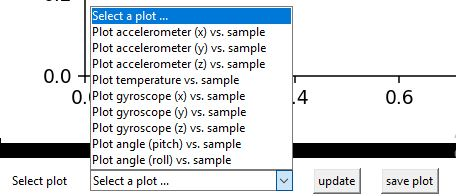 Select a plot ...
Plot accelerometer (x) vs. sample
Plot accelerometer (y) vs. sample
Plot accelerometer (z) vs. sample
Plot temperature vs. sample
0.0
Plot gyroscope (x) vs. sample
0.4 0.6
Plot gyroscope (y) vs. sample
Plot gyroscope (z) vs. sample
Plot angle (pitch) vs. sample
Plot angle (roll) vs. sample
Select plot Select a plot ... update save plot